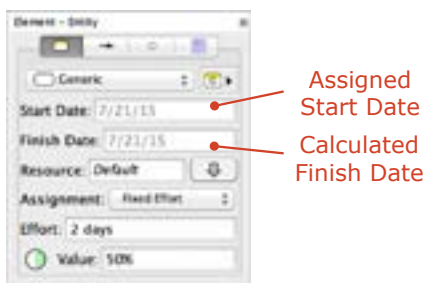 Element - Entity
Generic
Start Date: 7/21/15
Finish Date: 7/21/15
Resource: Default
Assignment: Fixed Effort
Effort: 2 days
Value: 50%
Assigned
Start Date
Calculated
Finish Date